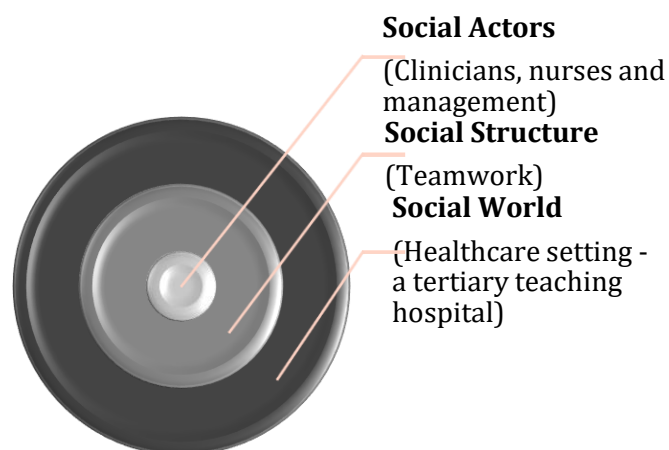 Social Actors
(Clinicians, nurses and
management)
Social Structure
(Teamwork)
Social World
(Healthcare setting -
a tertiary teaching
hospital)